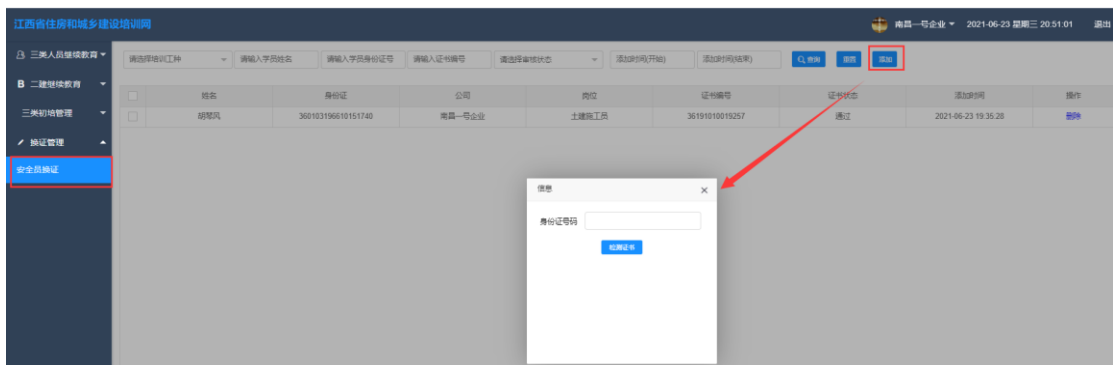 江西省住房和城乡建设培训网
南昌一号企业 2021-06-23 星期三 20:51:01 退出
三类人员继续教育
请选择培训工种 请输入学员姓名 请输入学员身份证号 请输入证书编号 请选择审核状态 添加时间(开始) 添加时间(结束) 查询 重置 添加
B 二建继续教育
姓名 身份证 公司 岗位 证书编号 证书状态 添加时间 操作
三类初培管理
胡琴风 360103196610151740 南昌一号企业 土建施工员 36191010019257 通过 2021-06-23 19:35:28 删除
换证管理
安全员换证
信息
身份证号码
检测证书